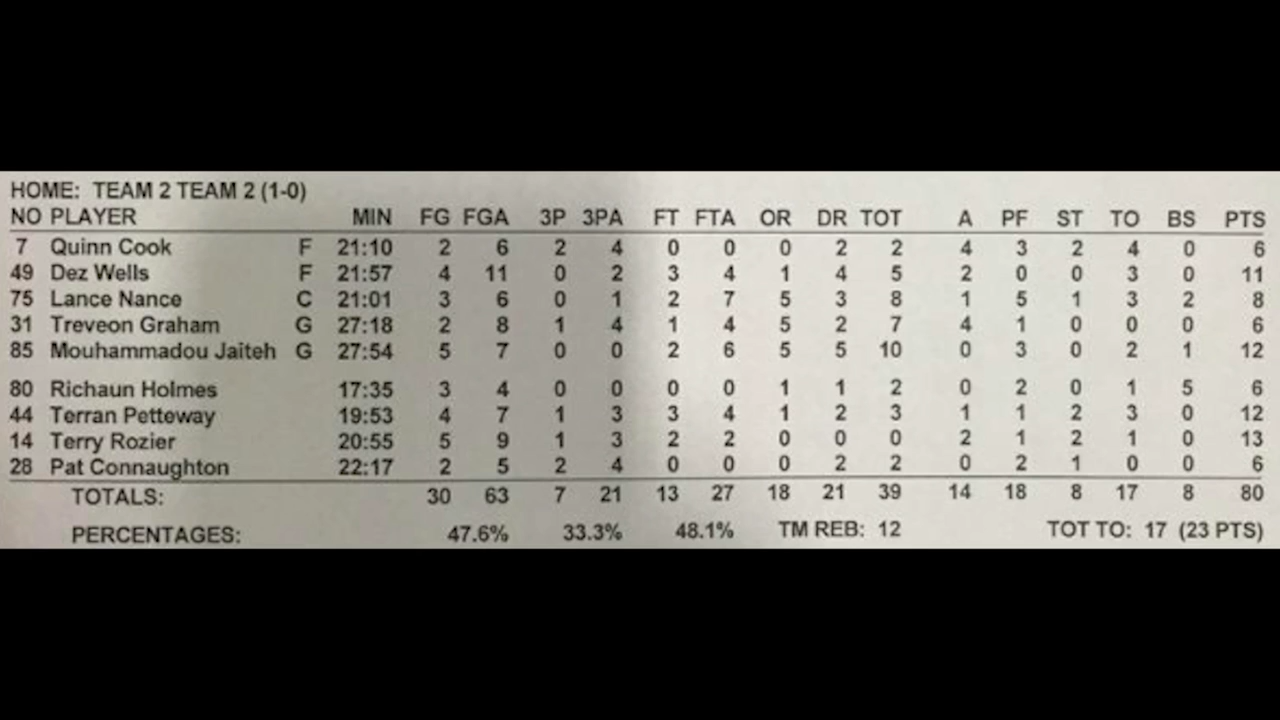 HOME: TEAM 2 TEAM 2 (1-0)
NO PLAYER MIN FG FGA 3P 3PA FT FTA OR DR TOT A PF ST TO BS PTS
7 Quinn Cook F 21:10 2 6 2 4 0 0 0 2 2 4 3 2 4 0 6
49 Dez Wells F 21:57 4 11 0 2 3 4 1 4 5 2 0 0 3 0 11
75 Lance Nance C 21:01 3 6 0 1 2 7 5 3 8 1 5 1 3 2 8
31 Treveon Graham G 27:18 2 8 1 4 1 4 5 2 7 4 1 0 0 0 6
85 Mouhammadou Jaiteh G 27:54 5 7 0 0 2 6 5 5 10 0 3 0 2 1 12
80 Richaun Holmes 17:35 3 4 0 0 0 0 1 1 2 0 2 0 1 5 6
44 Terran Petteway 19:53 4 7 1 3 3 4 1 2 3 1 1 2 3 0 12
14 Terry Rozier 20:55 5 9 1 3 2 2 0 0 0 2 1 2 1 0 13
28 Pat Connaughton 22:17 2 5 2 4 0 0 0 2 2 0 2 1 0 0 6
TOTALS: 30 63 7 21 13 27 18 21 39 14 18 8 17 8 80
PERCENTAGES: 47.6% 33.3% 48.1% TM REB: 12 TOT TO: 17 (23 PTS)